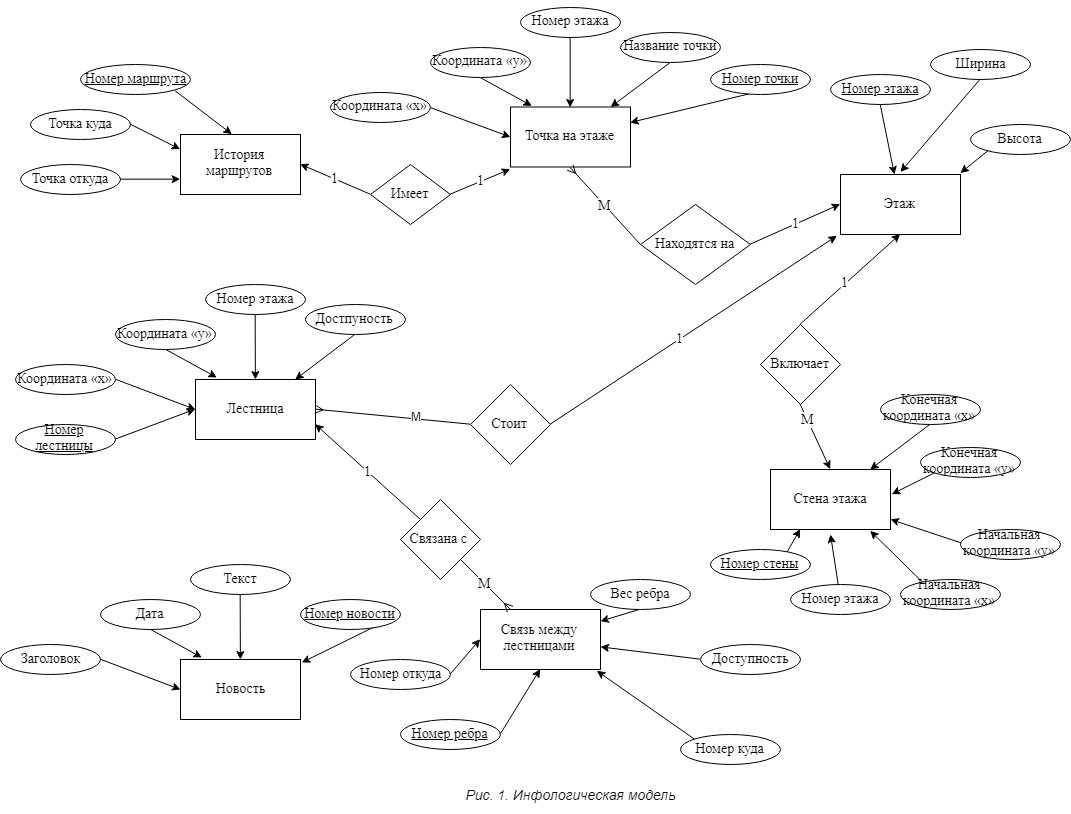 Номер этажа
Название точки
Координата «y»
Номер точки
Координата «x»
Точка на этаже
Номер маршрута
Точка куда
Точка откуда
История
маршрутов
1
Имеет
1
Ширина
Номер этажа
Высота
Этаж
М
Находятся на
1
Номер этажа
Достпуность
Координата «y»
Координата «x»
Номер
лестницы
Лестница
М
Стоит
1
1
Включает
М
Конечная
координата «x»
Конечная
координата «y»
Стена этажа
Начальная
координата «y»
Номер стены
Номер этажа
Начальная
координата «x»
1
Связана с
М
Текст
Дата
Номер новости
Заголовок
Новость
Вес ребра
Связь между
лестницами
Номер откуда
Доступность
Номер ребра
Номер куда
Рис. 1. Инфологическая модель